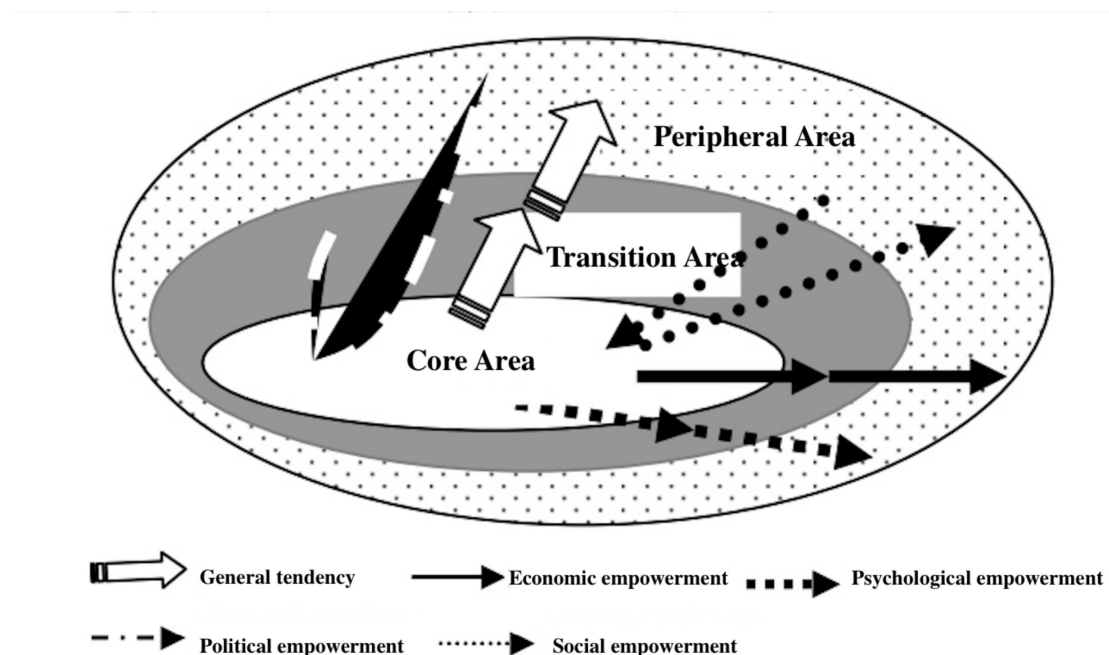 Peripheral Area
Transition Area
Core Area
General tendency
Economic empowerment
Psychological empowerment
Political empowerment
Social empowerment